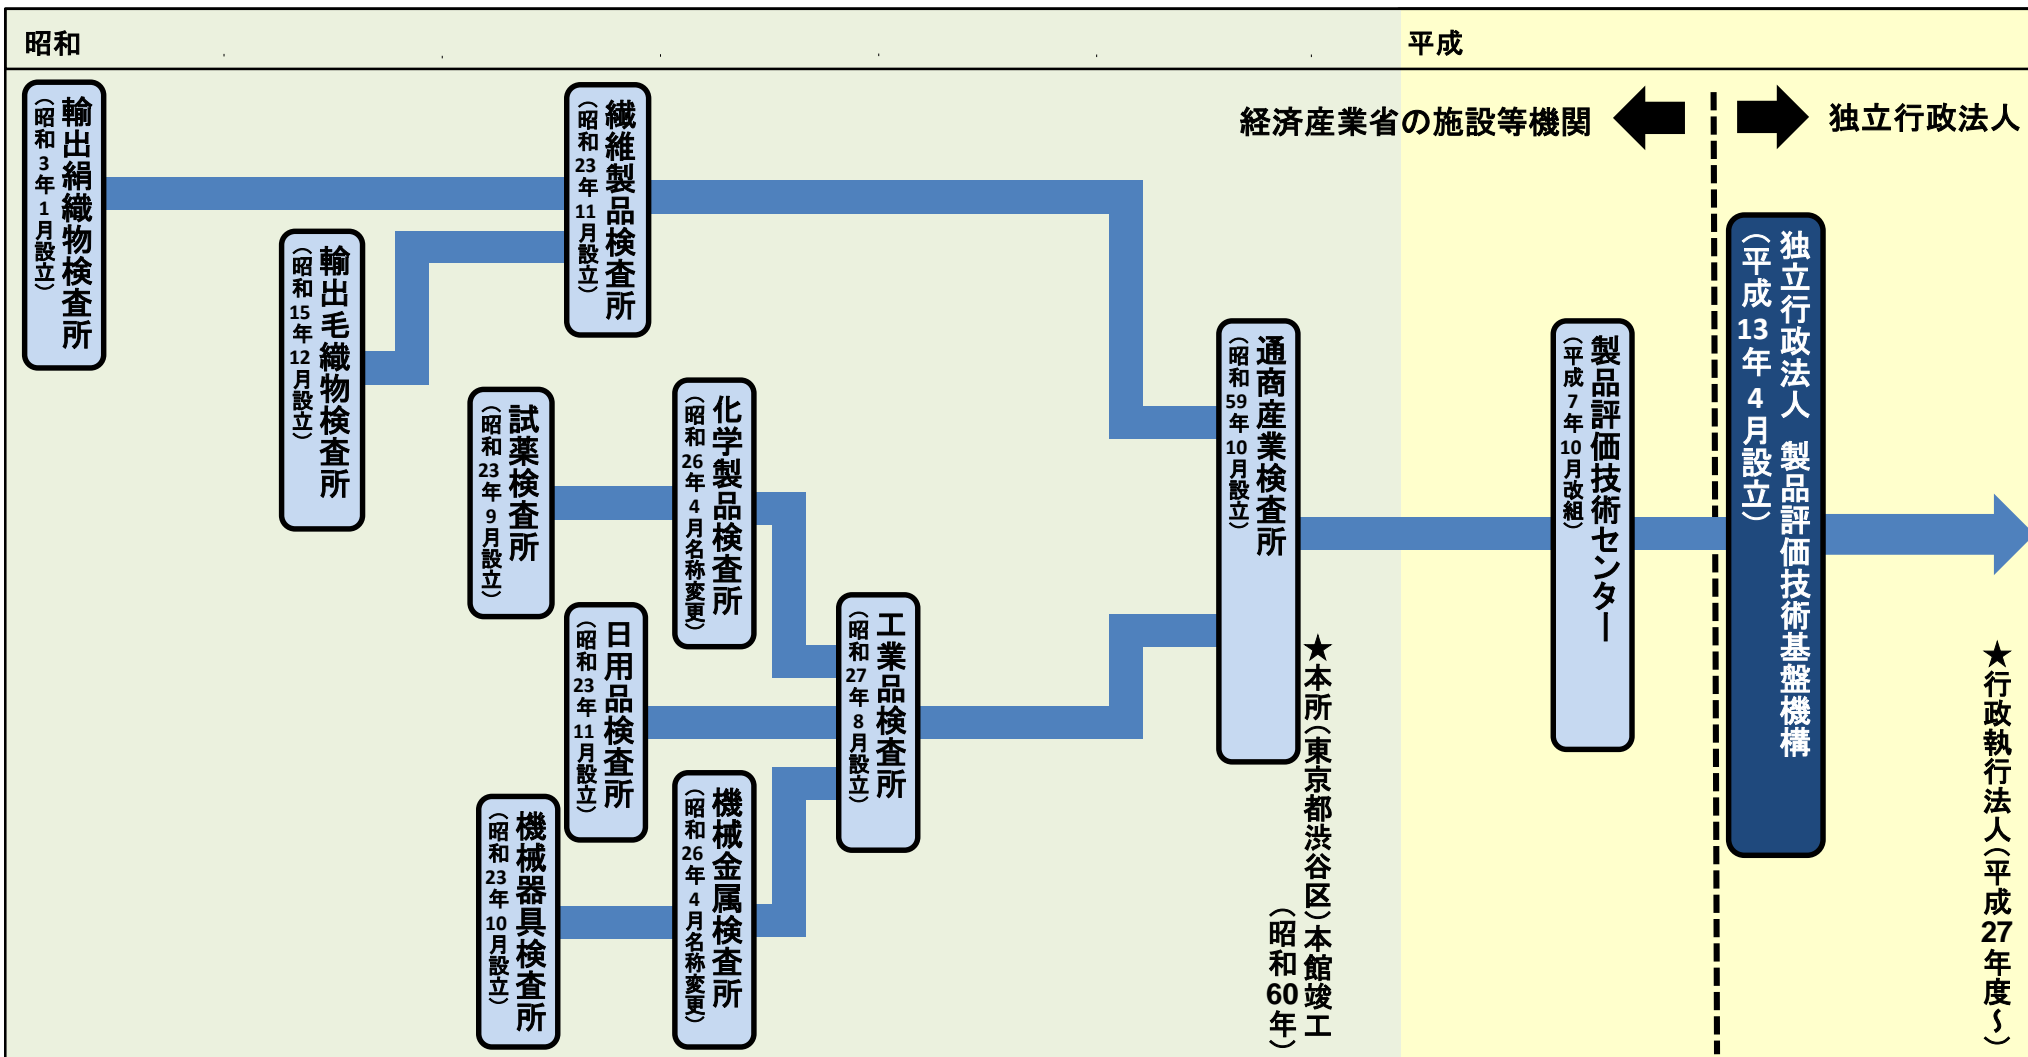 昭和
平成
経済産業省の施設等機関
独立行政法人
輸出絹織物検査所
（昭和3年1月設立）
輸出毛織物検査所
（昭和15年12月設立）
繊維製品検査所
（昭和23年11月設立）
試薬検査所
（昭和23年9月設立）
化学製品検査所
（昭和26年4月名称変更）
日用品検査所
（昭和23年11月設立）
機械器具検査所
（昭和23年10月設立）
機械金属検査所
（昭和26年4月名称変更）
工業品検査所
（昭和27年8月設立）
通商産業検査所
（昭和59年10月設立）
★本所（東京都渋谷区）本館竣工
（昭和60年）
製品評価技術センター
（平成7年10月改組）
独立行政法人 製品評価技術基盤機構
（平成13年4月設立）
★行政執行法人（平成27年度～）